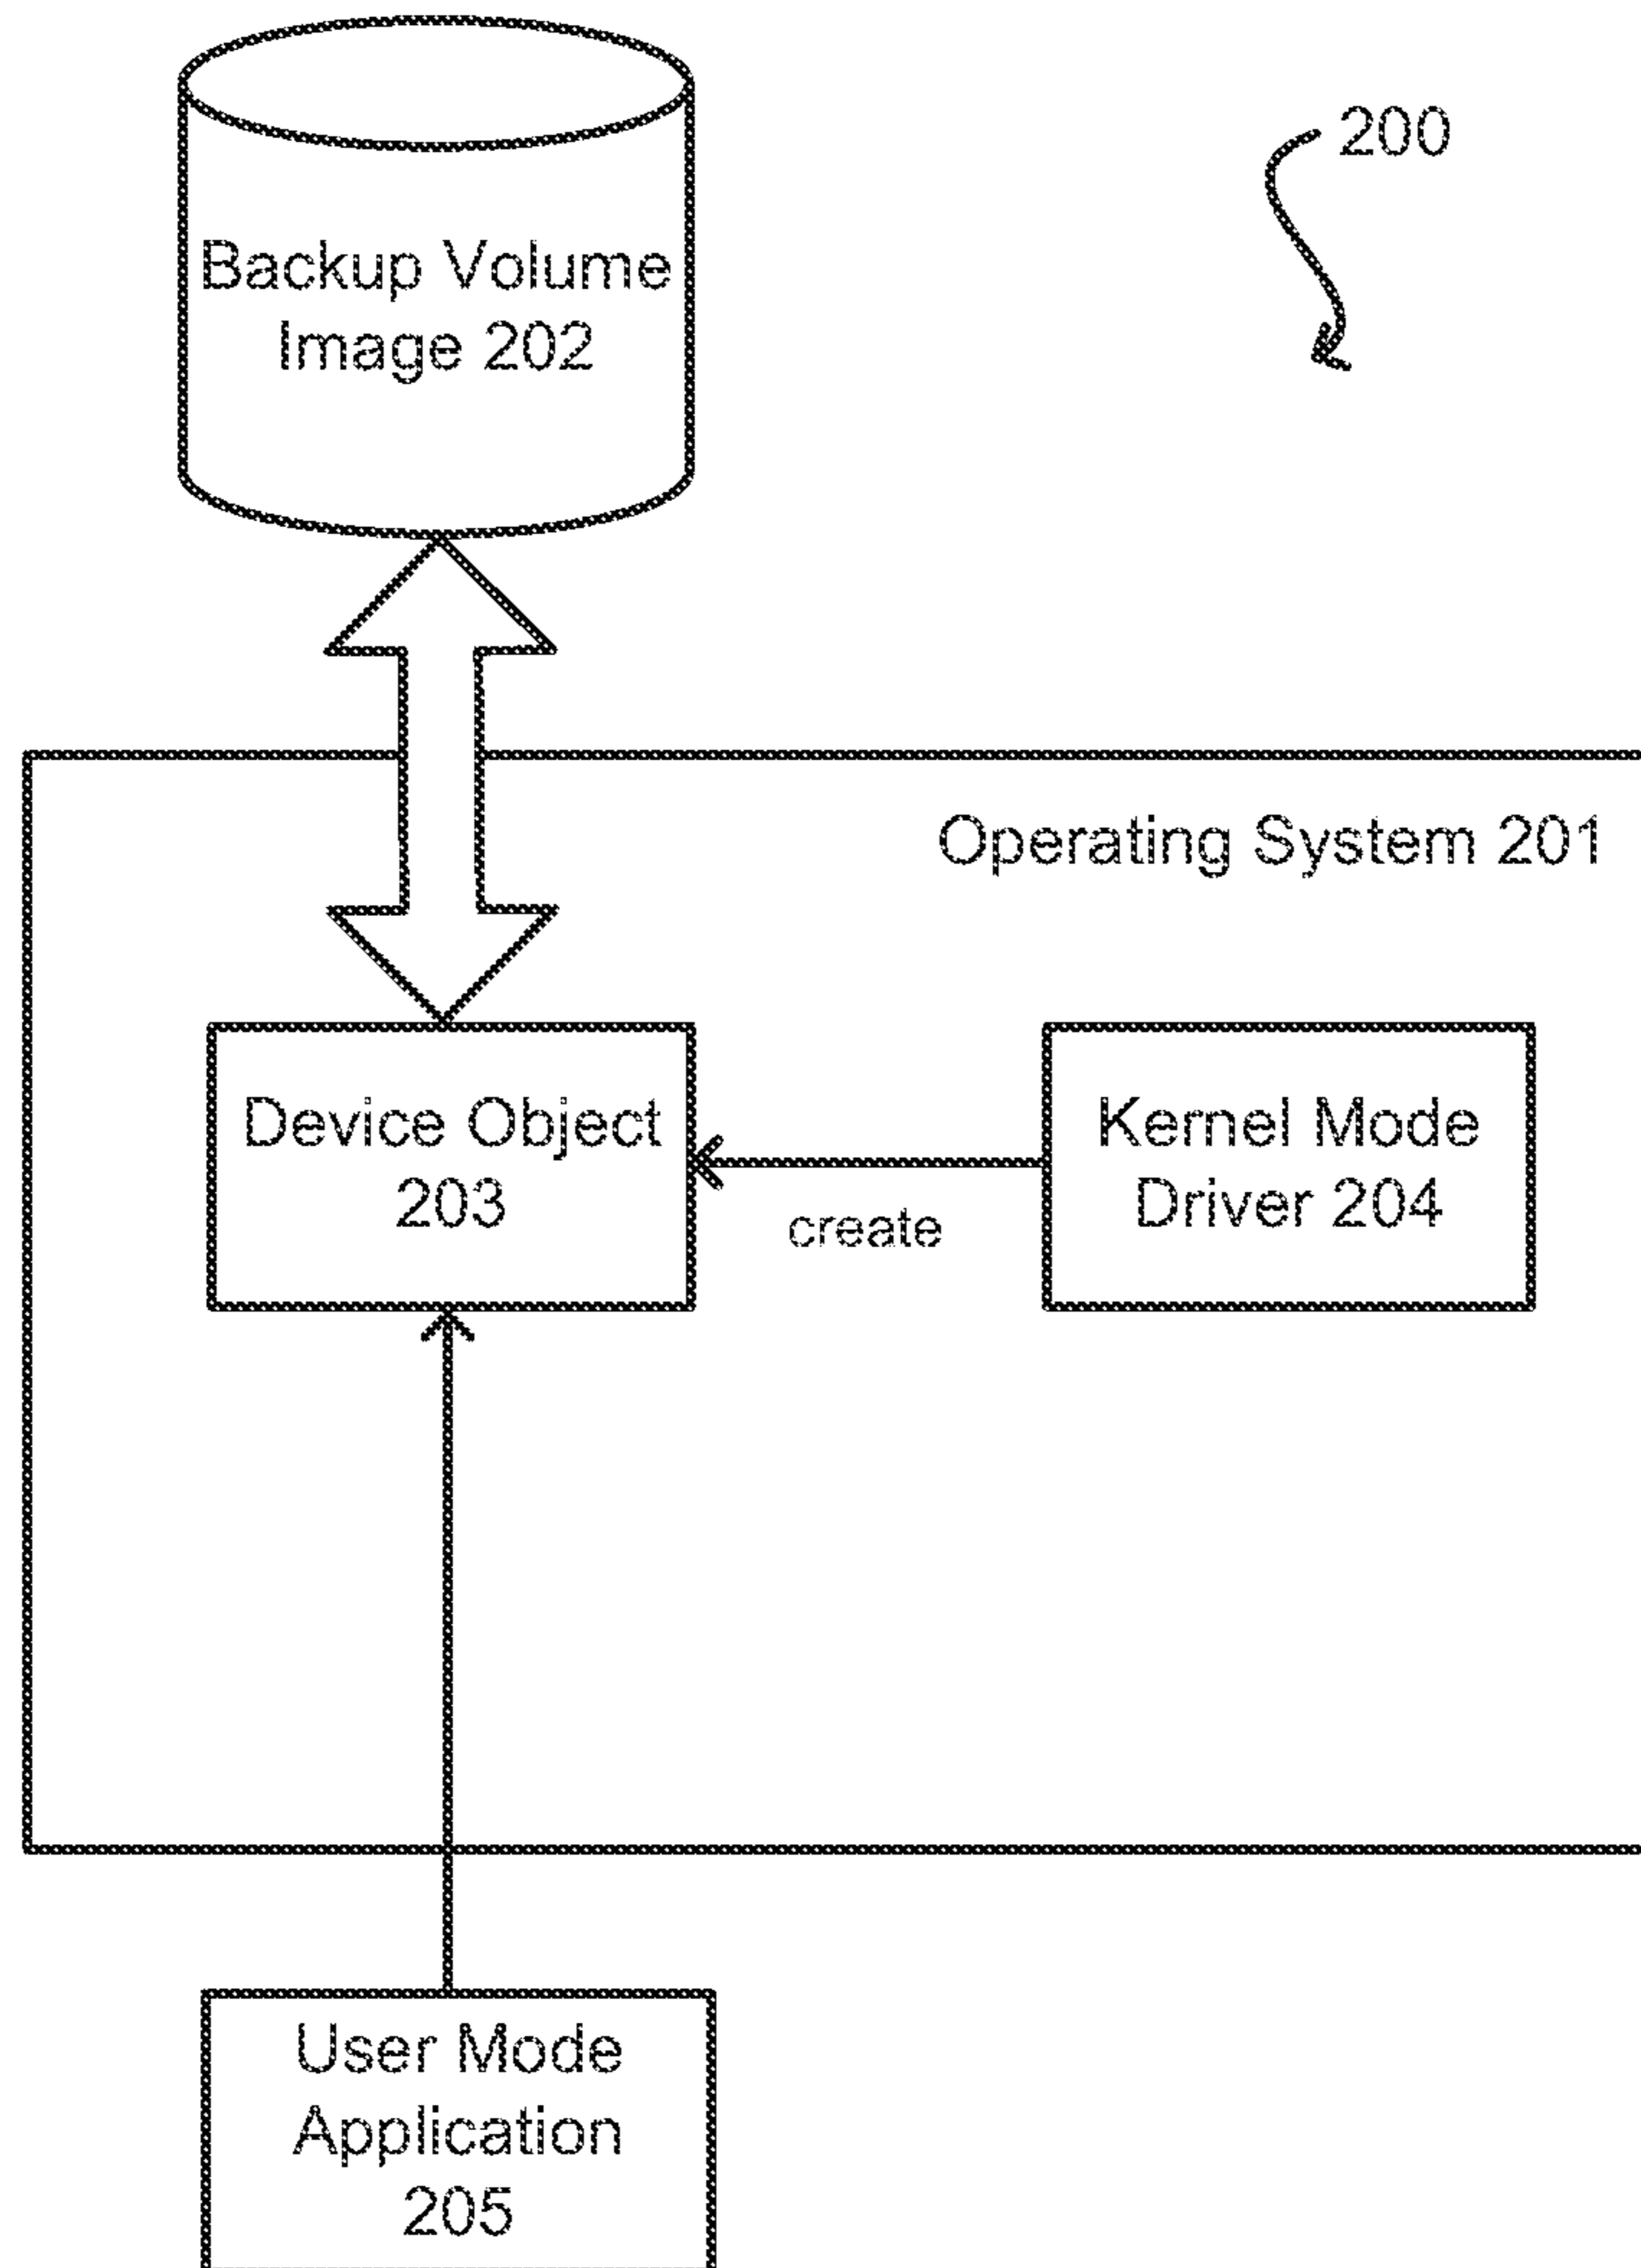 200
Backup Volume
Image 202
Operating System 201
Device Object
203
Kernel Mode
Driver 204
create
User Mode
Application
205